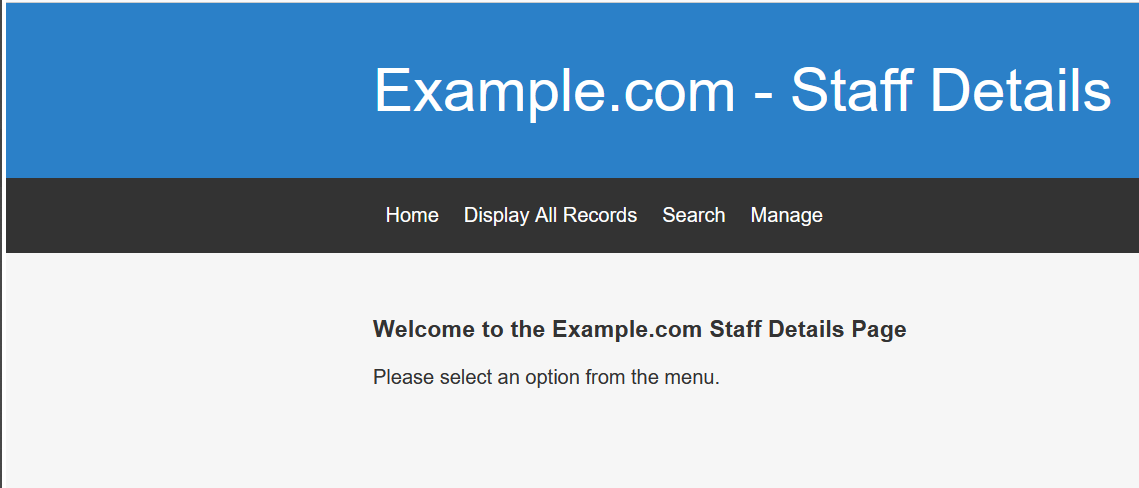 Example.com - Staff Details
Home Display All Records Search Manage
Welcome to the Example.com Staff Details Page
Please select an option from the menu.